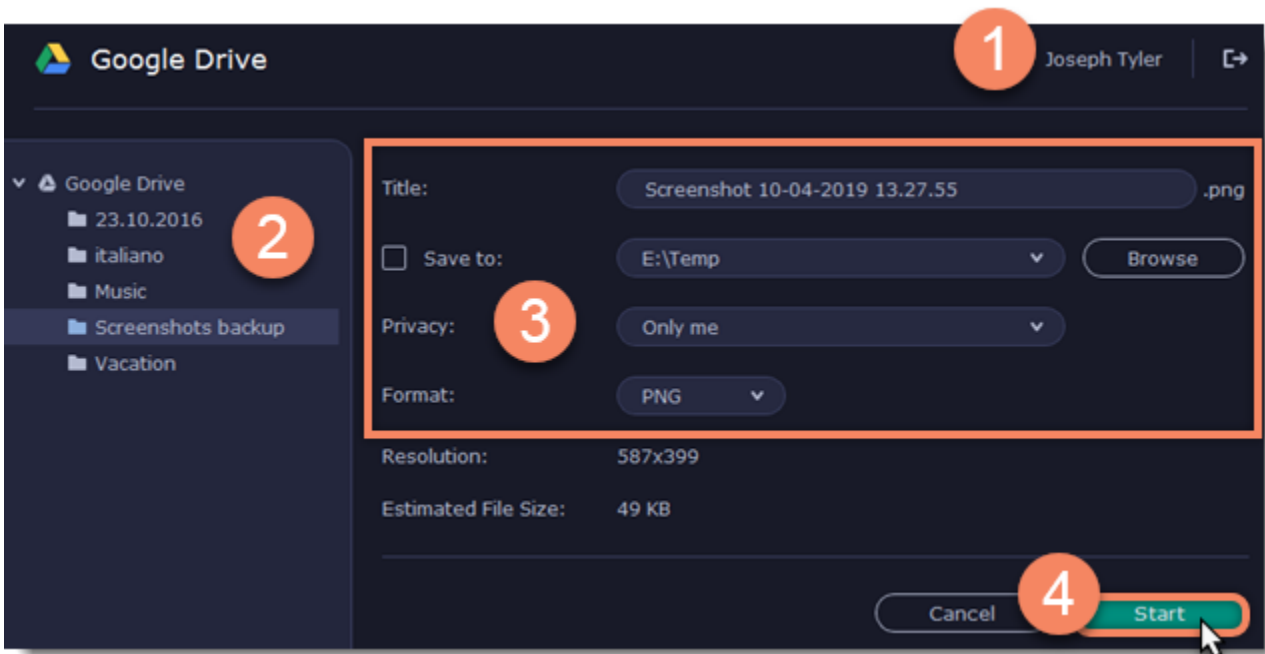 Google Drive
1
Joseph Tyler
Google Drive
23.10.2016
2
italiano
Music
Screenshots backup
Vacation
Title:
Screenshot 10-04-2019 13.27.55
.png
Save to:
E:\Temp
Browse
3
Privacy:
Only me
Format:
PNG
Resolution:
587x399
Estimated File Size:
49 KB
Cancel
4
Start